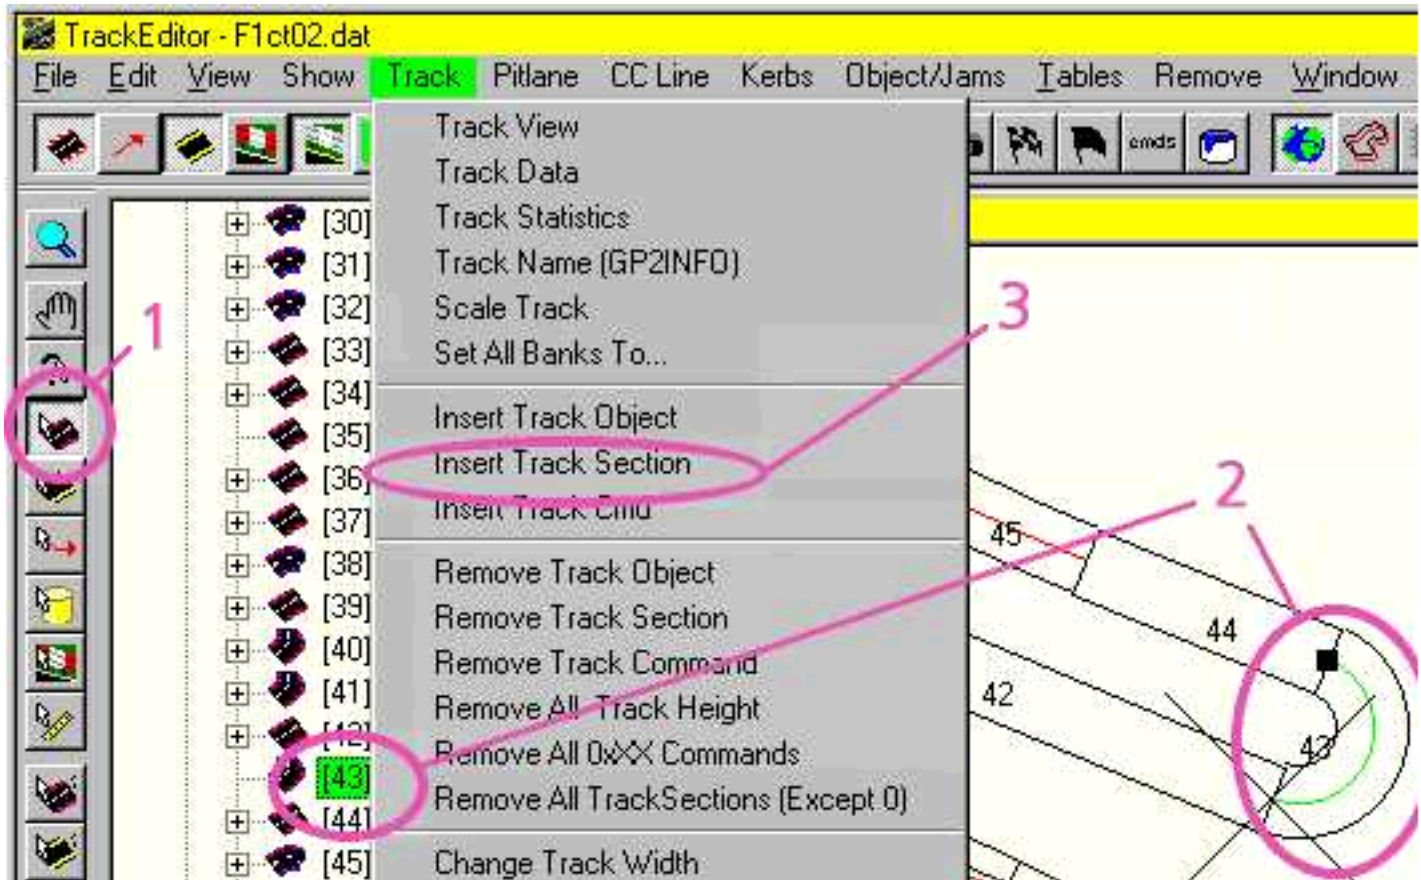 TrackEditor - F1ct02.dat
File Edit View Show Track Pitlane CC Line Kerbs Object/Jams Tables Remove Window
cmds
Track View
Track Data
Track Statistics
Track Name (GP2INFO)
Scale Track
Set All Banks To...
Insert Track Object
Insert Track Section
Insert Track Cmd
Remove Track Object
Remove Track Section
Remove Track Command
Remove All Track Height
Remove All 0xXX Commands
Remove All TrackSections (Except 0)
Change Track Width
[30]
[31]
[32]
[33]
[34]
[35]
[36]
[37]
[38]
[39]
[40]
[41]
[42]
[43]
[44]
[45]
1
3
2
45
44
42
43